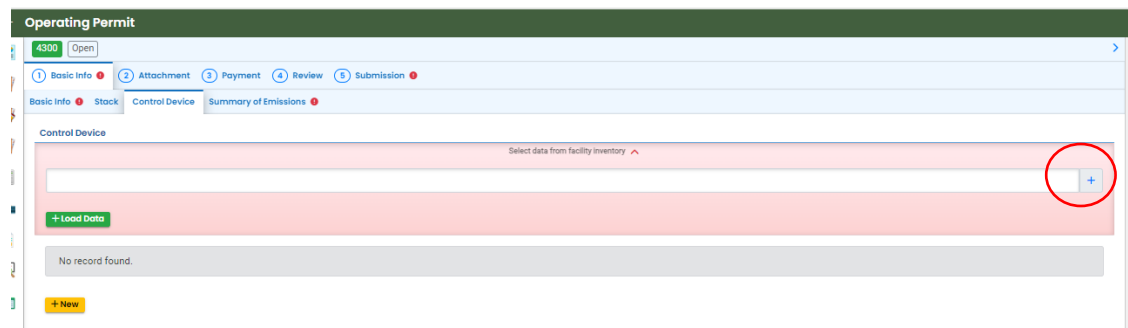 Operating Permit
4300 Open
1 Basic Info 2 Attachment 3 Payment 4 Review 5 Submission
Basic Info Stack Control Device Summary of Emissions
Control Device
Select data from facility inventory
+
+ Load Data
No record found.
+ New